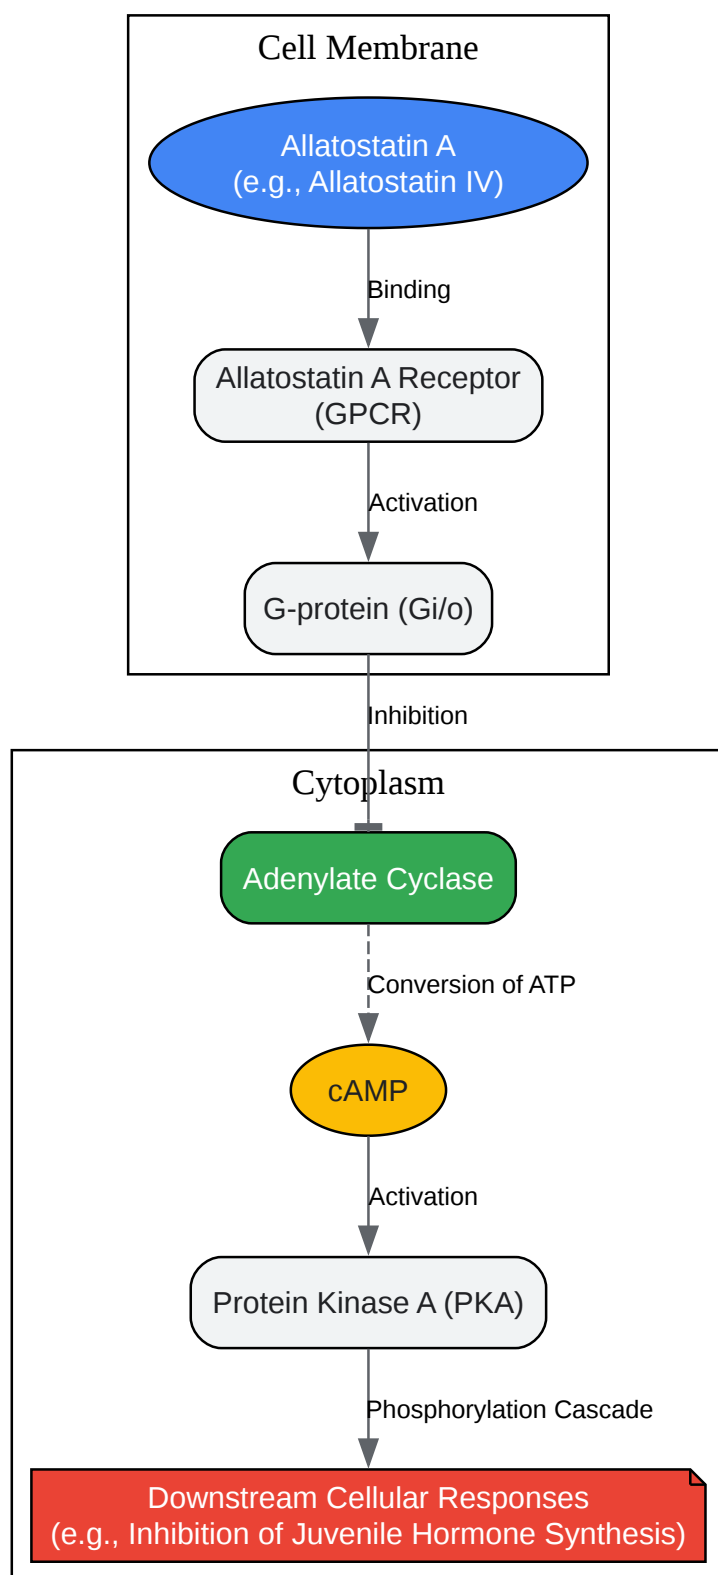 Cell Membrane
Allatostatin A
(e.g., Allatostatin IV)
Binding
Allatostatin A Receptor
(GPCR)
Activation
G-protein (Gi/o)
Inhibition
Cytoplasm
Adenylate Cyclase
Conversion of ATP
cAMP
Activation
Protein Kinase A (PKA)
Phosphorylation Cascade
Downstream Cellular Responses
(e.g., Inhibition of Juvenile Hormone Synthesis)